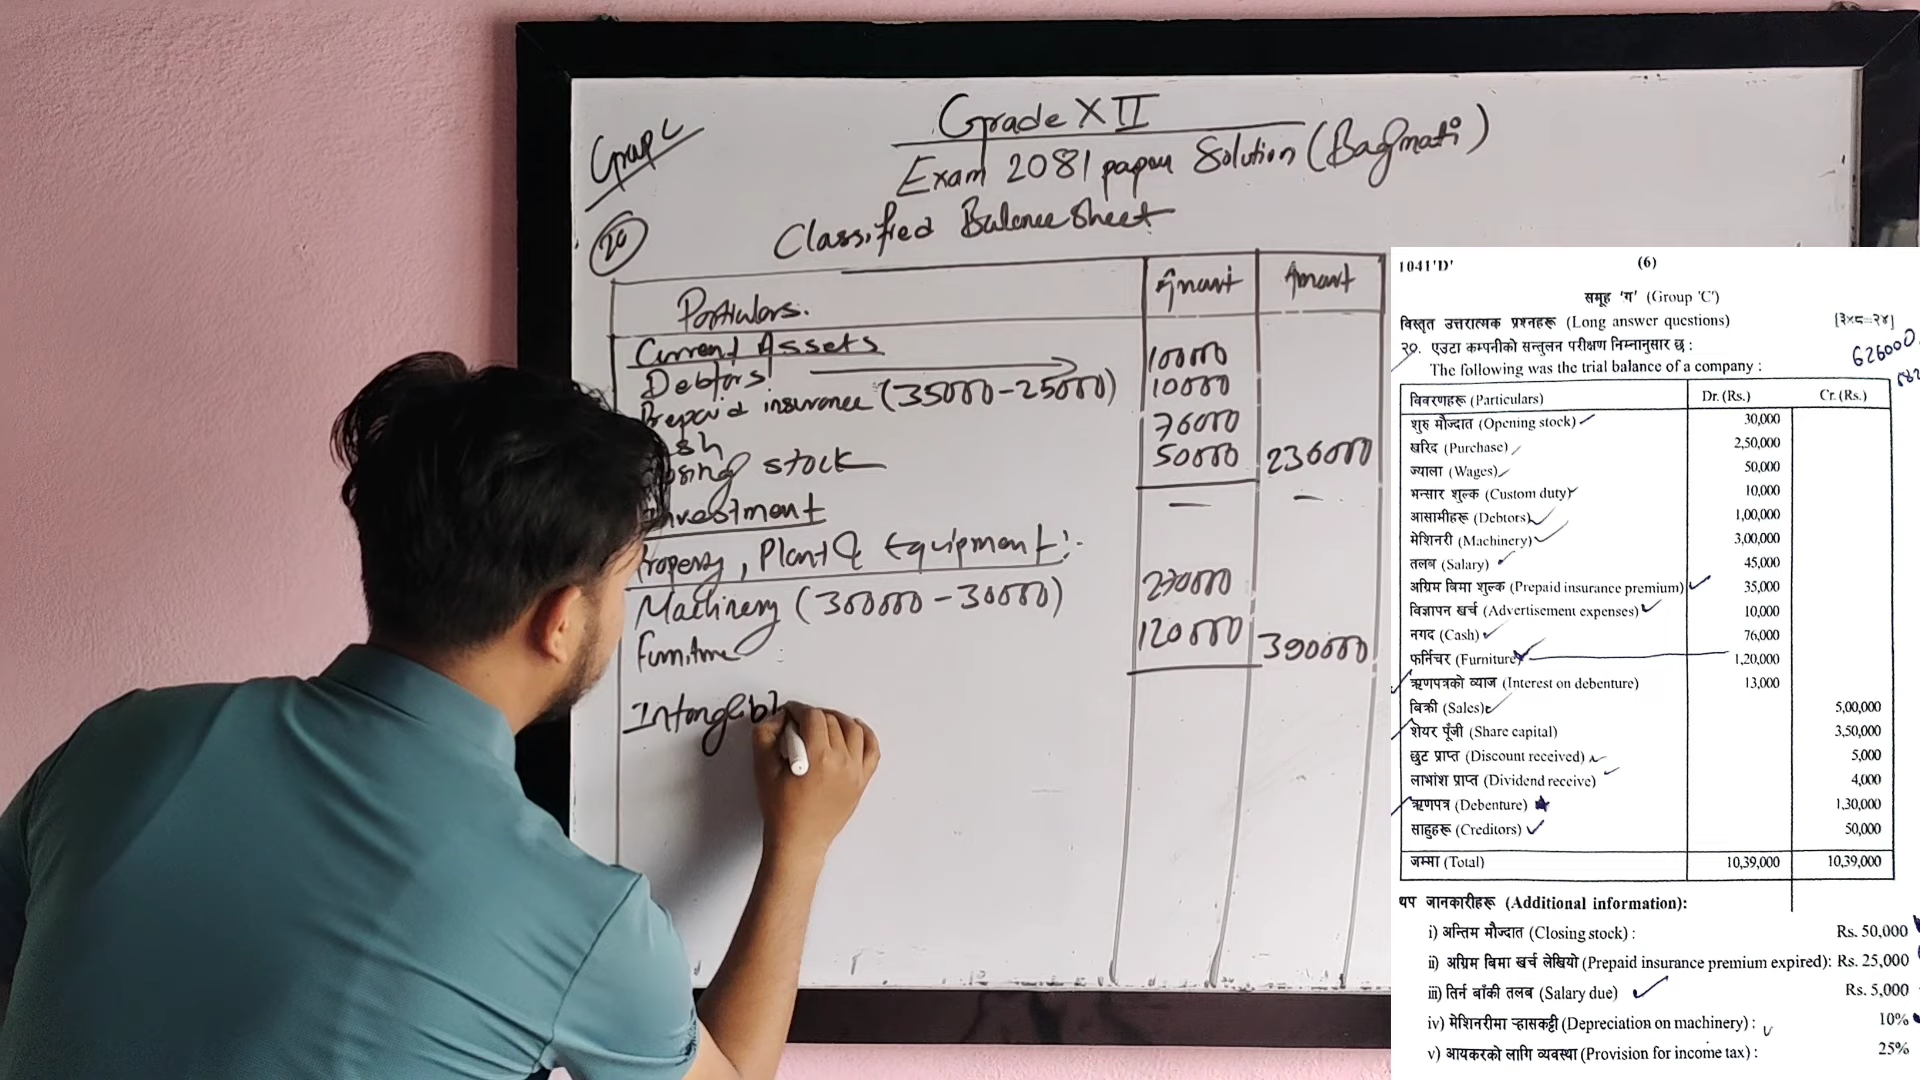 Group C
Grade XII
Exam 2081 paper Solution (Bagmati)
Classified Balance Sheet
Particulars. Amount Amount
Current Assets
Debtors: 100000
Prepaid insurance (35000-25000) 10000
76000
stock 50000 236000
Investment — —
Property, Plant & Equipment:-
Machinery (300000-30000) 270000
Furniture 120000 390000
1041'D' (6)
समूह 'ग' (Group 'C')
विस्तृत उत्तरात्मक प्रश्नहरू (Long answer questions) [३×८=२४]
२०. एउटा कम्पनीको सन्तुलन परीक्षण निम्नानुसार छ :
626000
The following was the trial balance of a company :
विवरणहरू (Particulars) Dr. (Rs.) Cr. (Rs.)
शुरु मौज्दात (Opening stock) 30,000
खरिद (Purchase) 2,50,000
ज्याला (Wages) 50,000
भन्सार शुल्क (Custom duty) 10,000
आसामीहरू (Debtors) 1,00,000
मेशिनरी (Machinery) 3,00,000
तलब (Salary) 45,000
अग्रिम बिमा शुल्क (Prepaid insurance premium) 35,000
विज्ञापन खर्च (Advertisement expenses) 10,000
नगद (Cash) 76,000
फर्निचर (Furniture) 1,20,000
ऋणपत्रको व्याज (Interest on debenture) 13,000
बिक्री (Sales) 5,00,000
शेयर पूँजी (Share capital) 3,50,000
छुट प्राप्त (Discount received) 5,000
लाभांश प्राप्त (Dividend receive) 4,000
ऋणपत्र (Debenture) 1,30,000
साहुहरू (Creditors) 50,000
जम्मा (Total) 10,39,000 10,39,000
थप जानकारीहरू (Additional information):
i) अन्तिम मौज्दात (Closing stock) : Rs. 50,000
ii) अग्रिम बिमा खर्च लेखियो (Prepaid insurance premium expired): Rs. 25,000
iii) तिर्न बाँकी तलब (Salary due) Rs. 5,000
iv) मेशिनरीमा ह्रासकट्टी (Depreciation on machinery) : 10%
v) आयकरको लागि व्यवस्था (Provision for income tax) : 25%